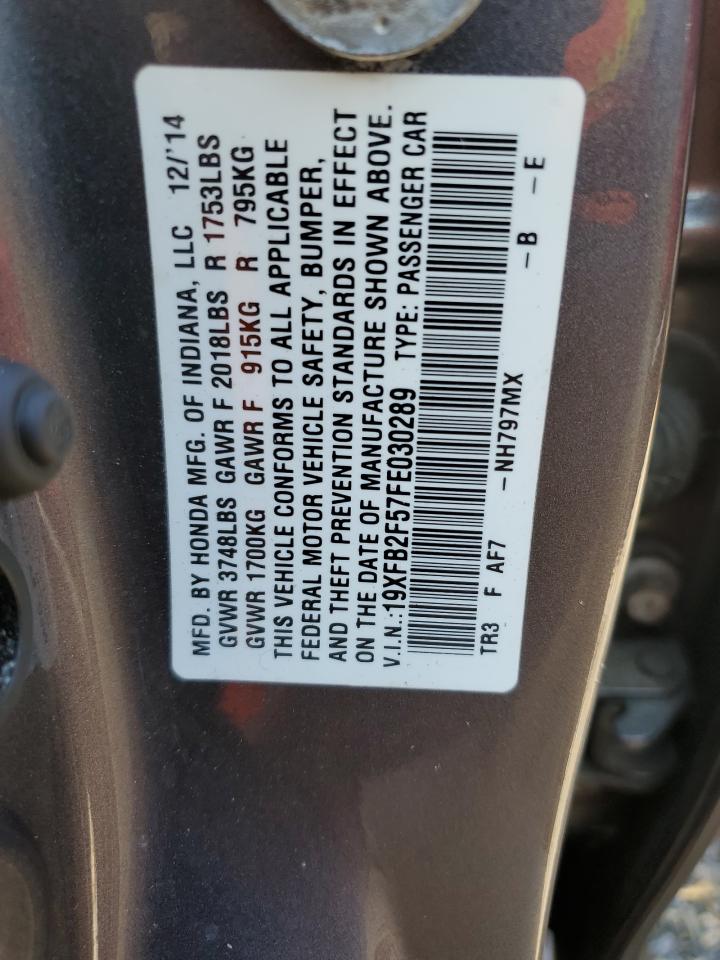 MFD. BY HONDA MFG. OF INDIANA, LLC 12/'14
GVWR 3748LBS GAWR F 2018LBS R 1753LBS
GVWR 1700KG GAWR F 915KG R 795KG
THIS VEHICLE CONFORMS TO ALL APPLICABLE
FEDERAL MOTOR VEHICLE SAFETY, BUMPER,
AND THEFT PREVENTION STANDARDS IN EFFECT
ON THE DATE OF MANUFACTURE SHOWN ABOVE.
V.I.N.:19XFB2F57FE030289 TYPE: PASSENGER CAR
TR3 F AF7 -NH797MX -B -E